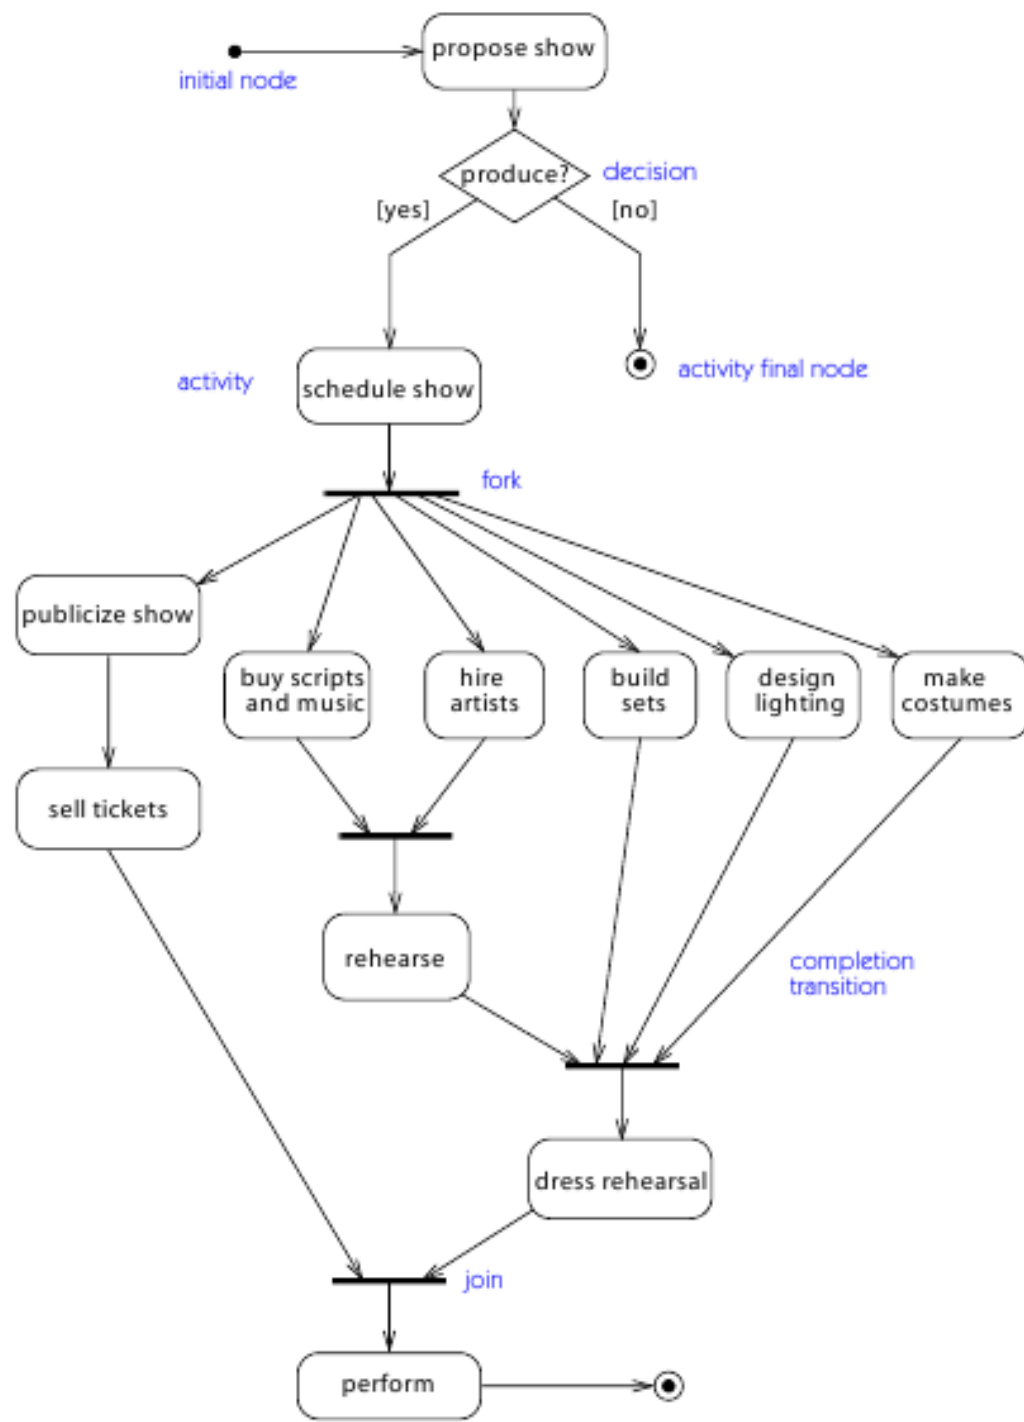 propose show
initial node
produce?
decision
[yes]
[no]
activity
schedule show
activity final node
fork
publicize show
buy scripts
and music
hire
artists
build
sets
design
lighting
make
costumes
sell tickets
rehearse
completion
transition
dress rehearsal
join
perform